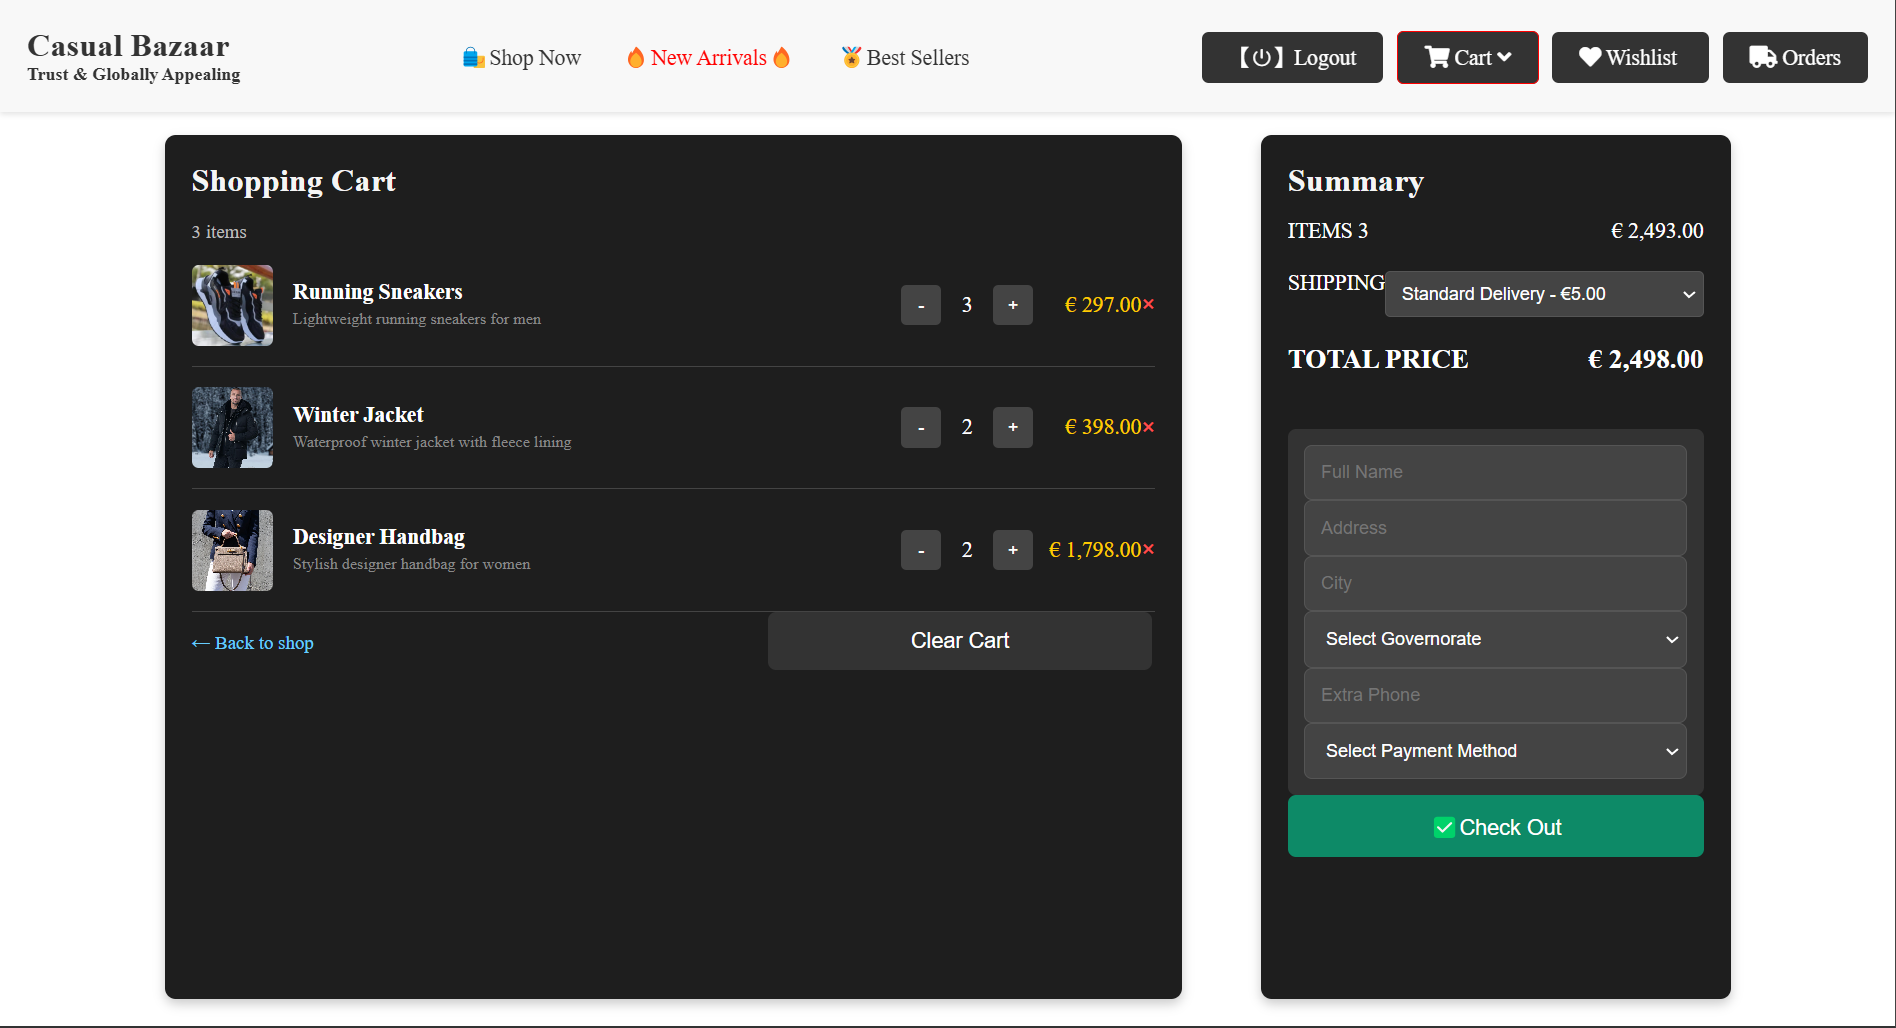 Casual Bazaar
Trust & Globally Appealing
🛍️ Shop Now
🔥 New Arrivals 🔥
🏅 Best Sellers
【⏻】Logout
Cart
Wishlist
Orders
Shopping Cart
3 items
Running Sneakers
Lightweight running sneakers for men
- 3 + € 297.00×
Winter Jacket
Waterproof winter jacket with fleece lining
- 2 + € 398.00×
Designer Handbag
Stylish designer handbag for women
- 2 + € 1,798.00×
← Back to shop
Clear Cart
Summary
ITEMS 3 € 2,493.00
SHIPPING Standard Delivery - €5.00
TOTAL PRICE € 2,498.00
Full Name
Address
City
Select Governorate
Extra Phone
Select Payment Method
✅ Check Out